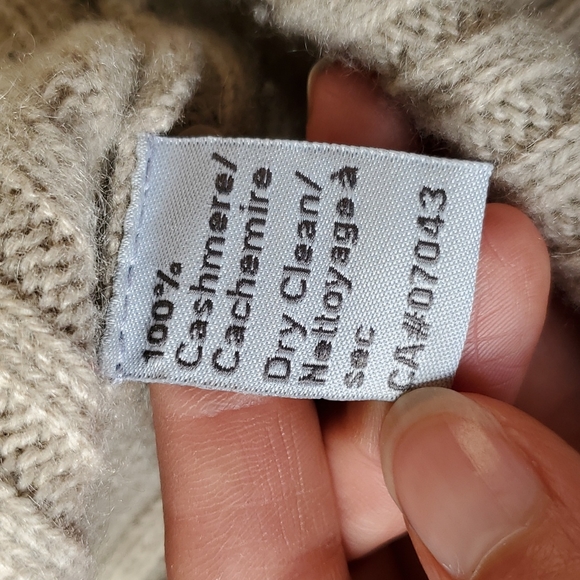 100%
Cashmere/
Cachemire
Dry Clean/
Nettoyage à
sec
CA#07043